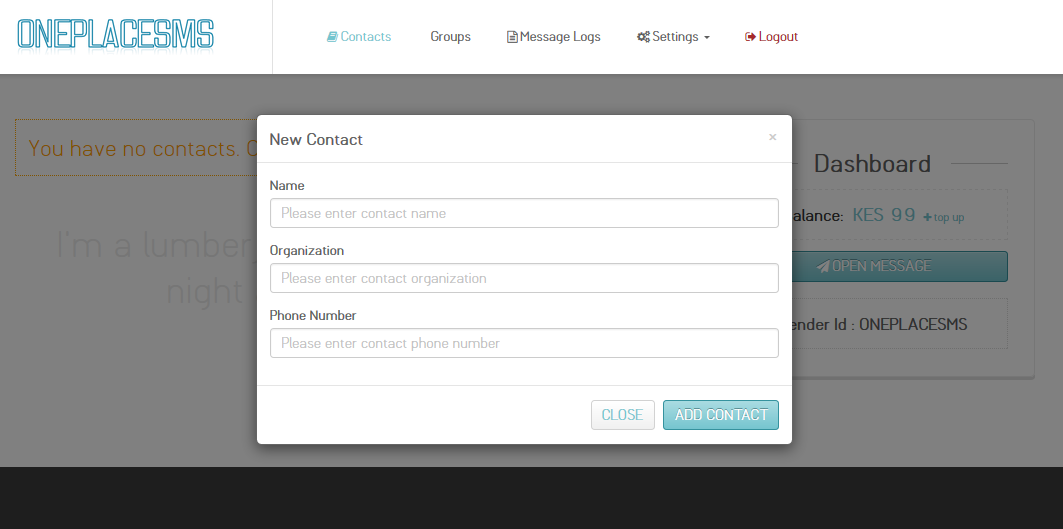 ONEPLACESMS
Contacts Groups Message Logs Settings Logout
You have no contacts.
New Contact ×
Name
Please enter contact name
Organization
Please enter contact organization
Phone Number
Please enter contact phone number
CLOSE ADD CONTACT
I'm a lumber
night
Dashboard
alance: KES 99 top up
OPEN MESSAGE
ender Id : ONEPLACESMS